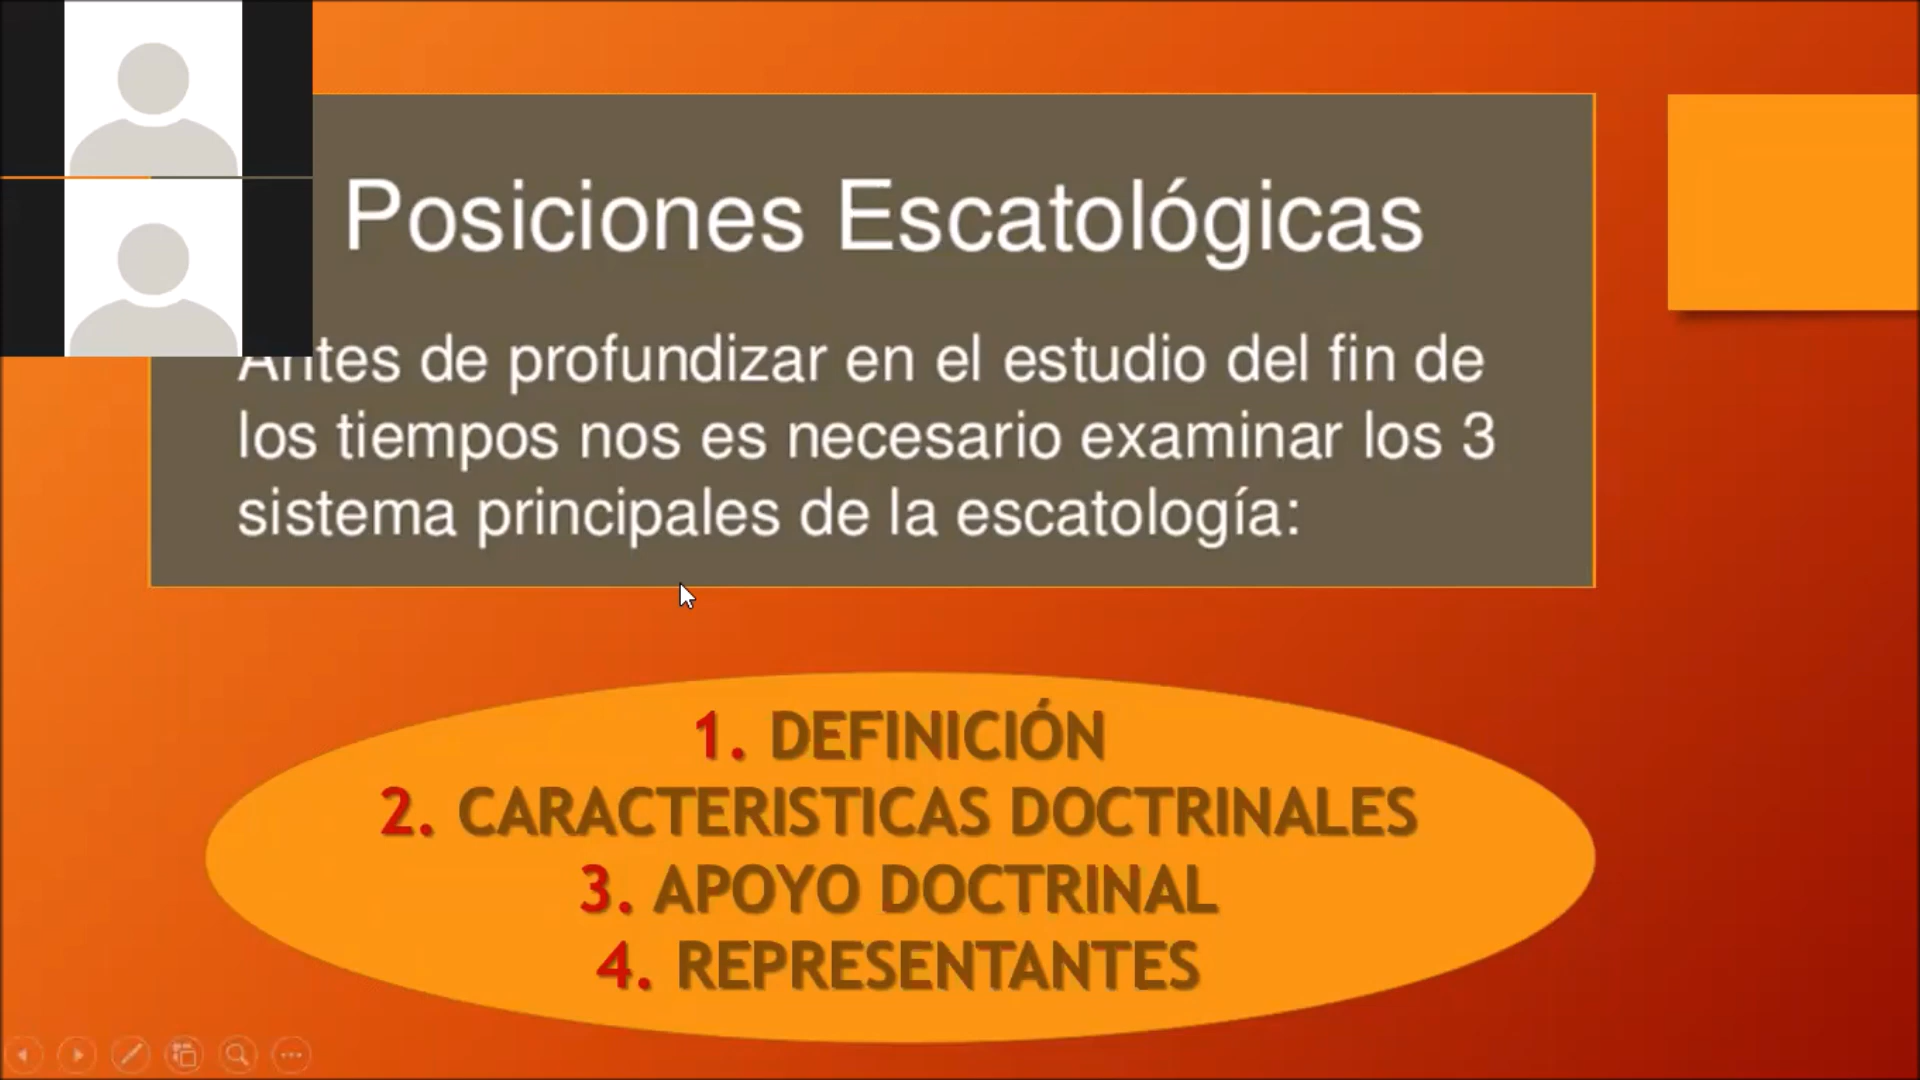 Posiciones Escatológicas
Antes de profundizar en el estudio del fin de
los tiempos nos es necesario examinar los 3
sistema principales de la escatología:
1. DEFINICIÓN
2. CARACTERISTICAS DOCTRINALES
3. APOYO DOCTRINAL
4. REPRESENTANTES